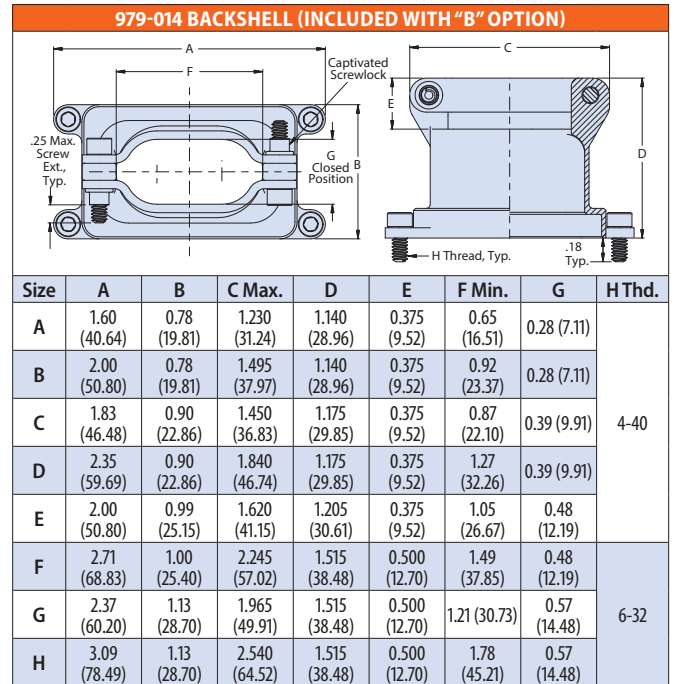 979-014 BACKSHELL (INCLUDED WITH “B” OPTION)
A
F
Captivated
Screwlock
.25 Max.
Screw
Ext.,
Typ.
G
Closed
Position
B
C
E
D
H Thread, Typ.
.18
Typ.
Size A B C Max. D E F Min. G H Thd.
A 1.60 (40.64) 0.78 (19.81) 1.230 (31.24) 1.140 (28.96) 0.375 (9.52) 0.65 (16.51) 0.28 (7.11) 4-40
B 2.00 (50.80) 0.78 (19.81) 1.495 (37.97) 1.140 (28.96) 0.375 (9.52) 0.92 (23.37) 0.28 (7.11)
C 1.83 (46.48) 0.90 (22.86) 1.450 (36.83) 1.175 (29.85) 0.375 (9.52) 0.87 (22.10) 0.39 (9.91)
D 2.35 (59.69) 0.90 (22.86) 1.840 (46.74) 1.175 (29.85) 0.375 (9.52) 1.27 (32.26) 0.39 (9.91)
E 2.00 (50.80) 0.99 (25.15) 1.620 (41.15) 1.205 (30.61) 0.375 (9.52) 1.05 (26.67) 0.48 (12.19)
F 2.71 (68.83) 1.00 (25.40) 2.245 (57.02) 1.515 (38.48) 0.500 (12.70) 1.49 (37.85) 0.48 (12.19) 6-32
G 2.37 (60.20) 1.13 (28.70) 1.965 (49.91) 1.515 (38.48) 0.500 (12.70) 1.21 (30.73) 0.57 (14.48)
H 3.09 (78.49) 1.13 (28.70) 2.540 (64.52) 1.515 (38.48) 0.500 (12.70) 1.78 (45.21) 0.57 (14.48)